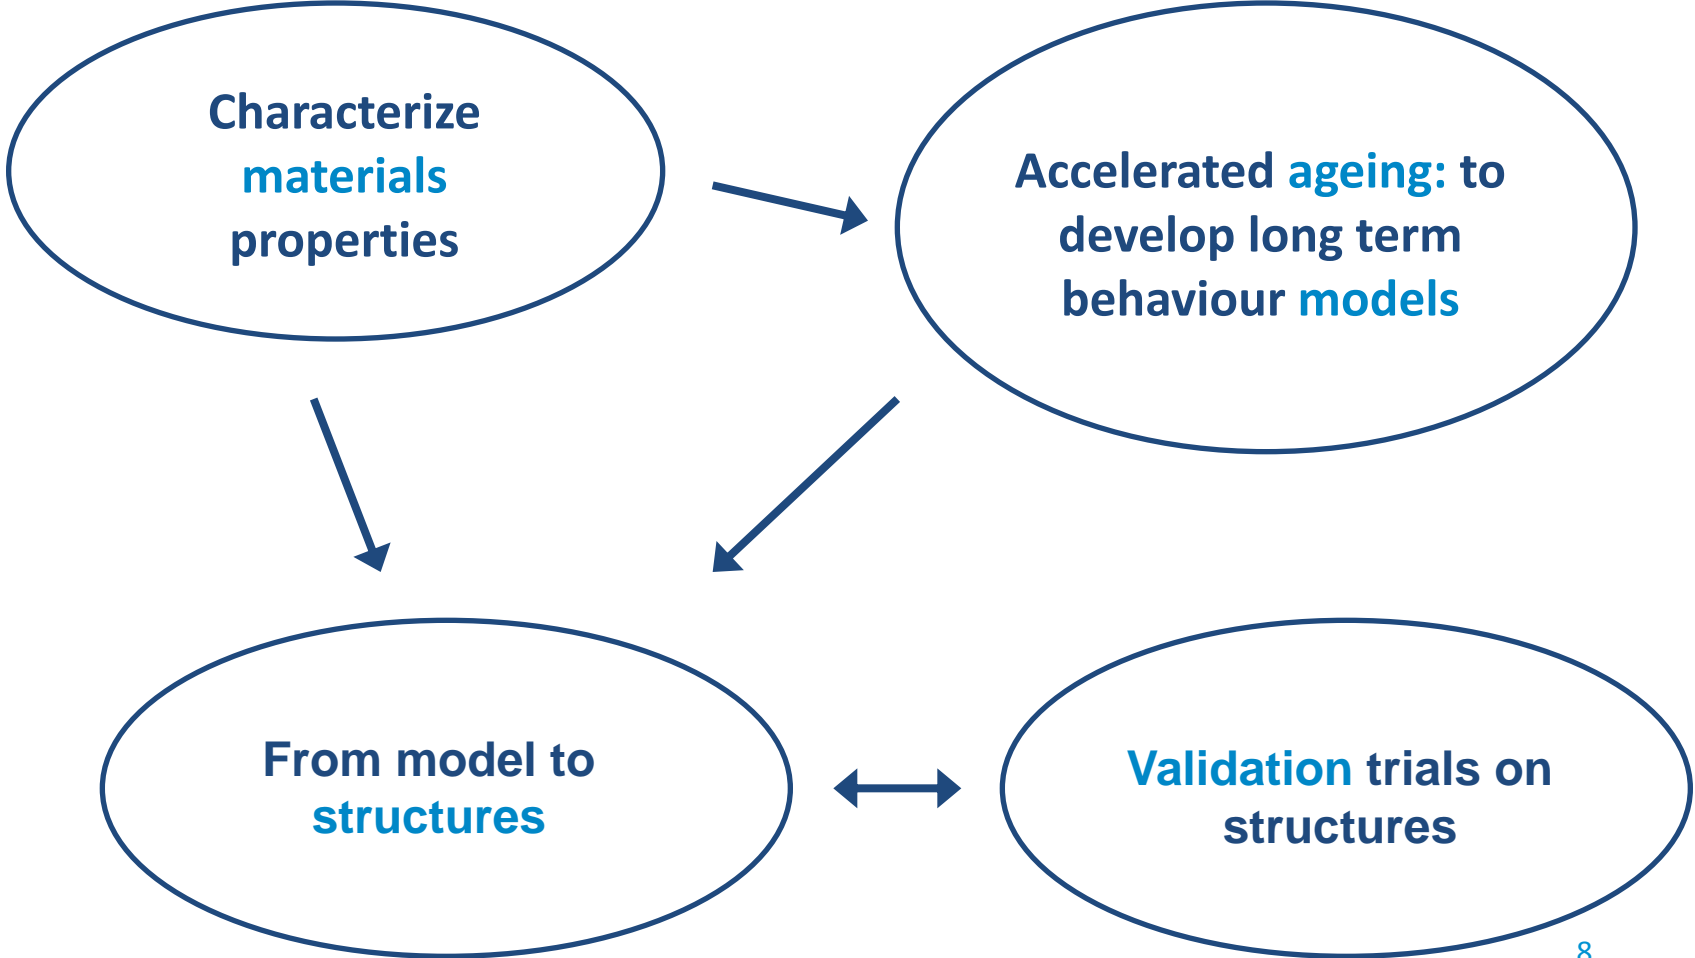 Characterize
materials
properties
Accelerated ageing: to
develop long term
behaviour models
From model to
structures
Validation trials on
structures
8